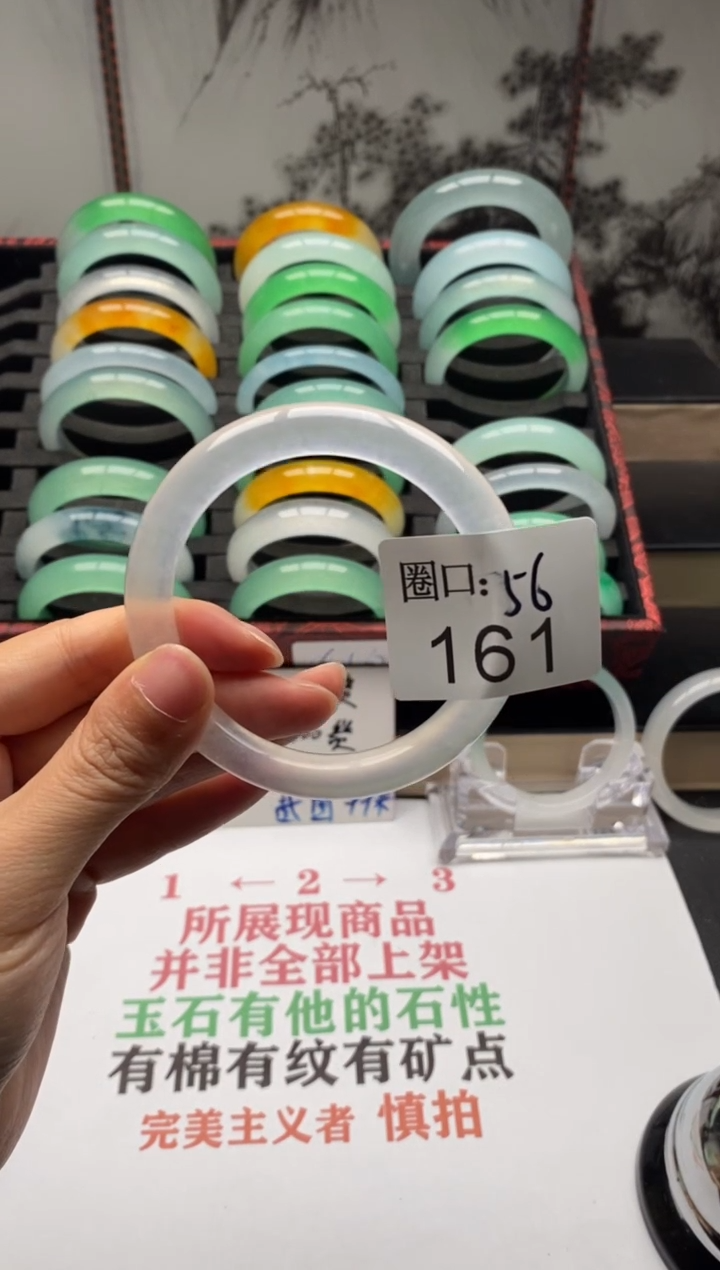 圈口:56
161
1 ← 2 → 3
所展现商品
并非全部上架
玉石有他的石性
有棉有纹有矿点
完美主义者 慎拍